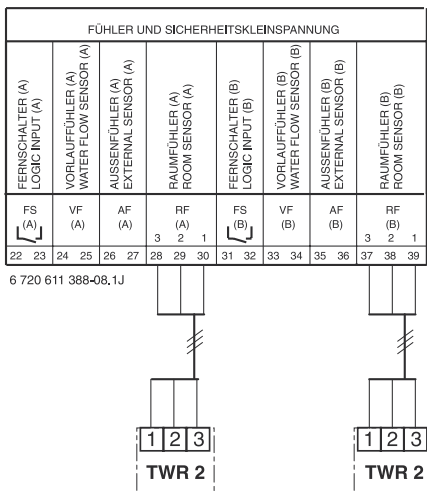 FÜHLER UND SICHERHEITSKLEINSPANNUNG
FERNSCHALTER (A)
LOGIC INPUT (A)
VORLAUFFÜHLER (A)
WATER FLOW SENSOR (A)
AUSSENFÜHLER (A)
EXTERNAL SENSOR (A)
RAUMFÜHLER (A)
ROOM SENSOR (A)
FERNSCHALTER (B)
LOGIC INPUT (B)
VORLAUFFÜHLER (B)
WATER FLOW SENSOR (B)
AUSSENFÜHLER (B)
EXTERNAL SENSOR (B)
RAUMFÜHLER (B)
ROOM SENSOR (B)
FS VF AF RF FS VF AF RF
(A) (A) (A) (A) (B) (B) (B) (B)
3 2 1 3 2 1
22 23 24 25 26 27 28 29 30 31 32 33 34 35 36 37 38 39
6 720 611 388-08.1J
1 2 3 1 2 3
TWR 2 TWR 2